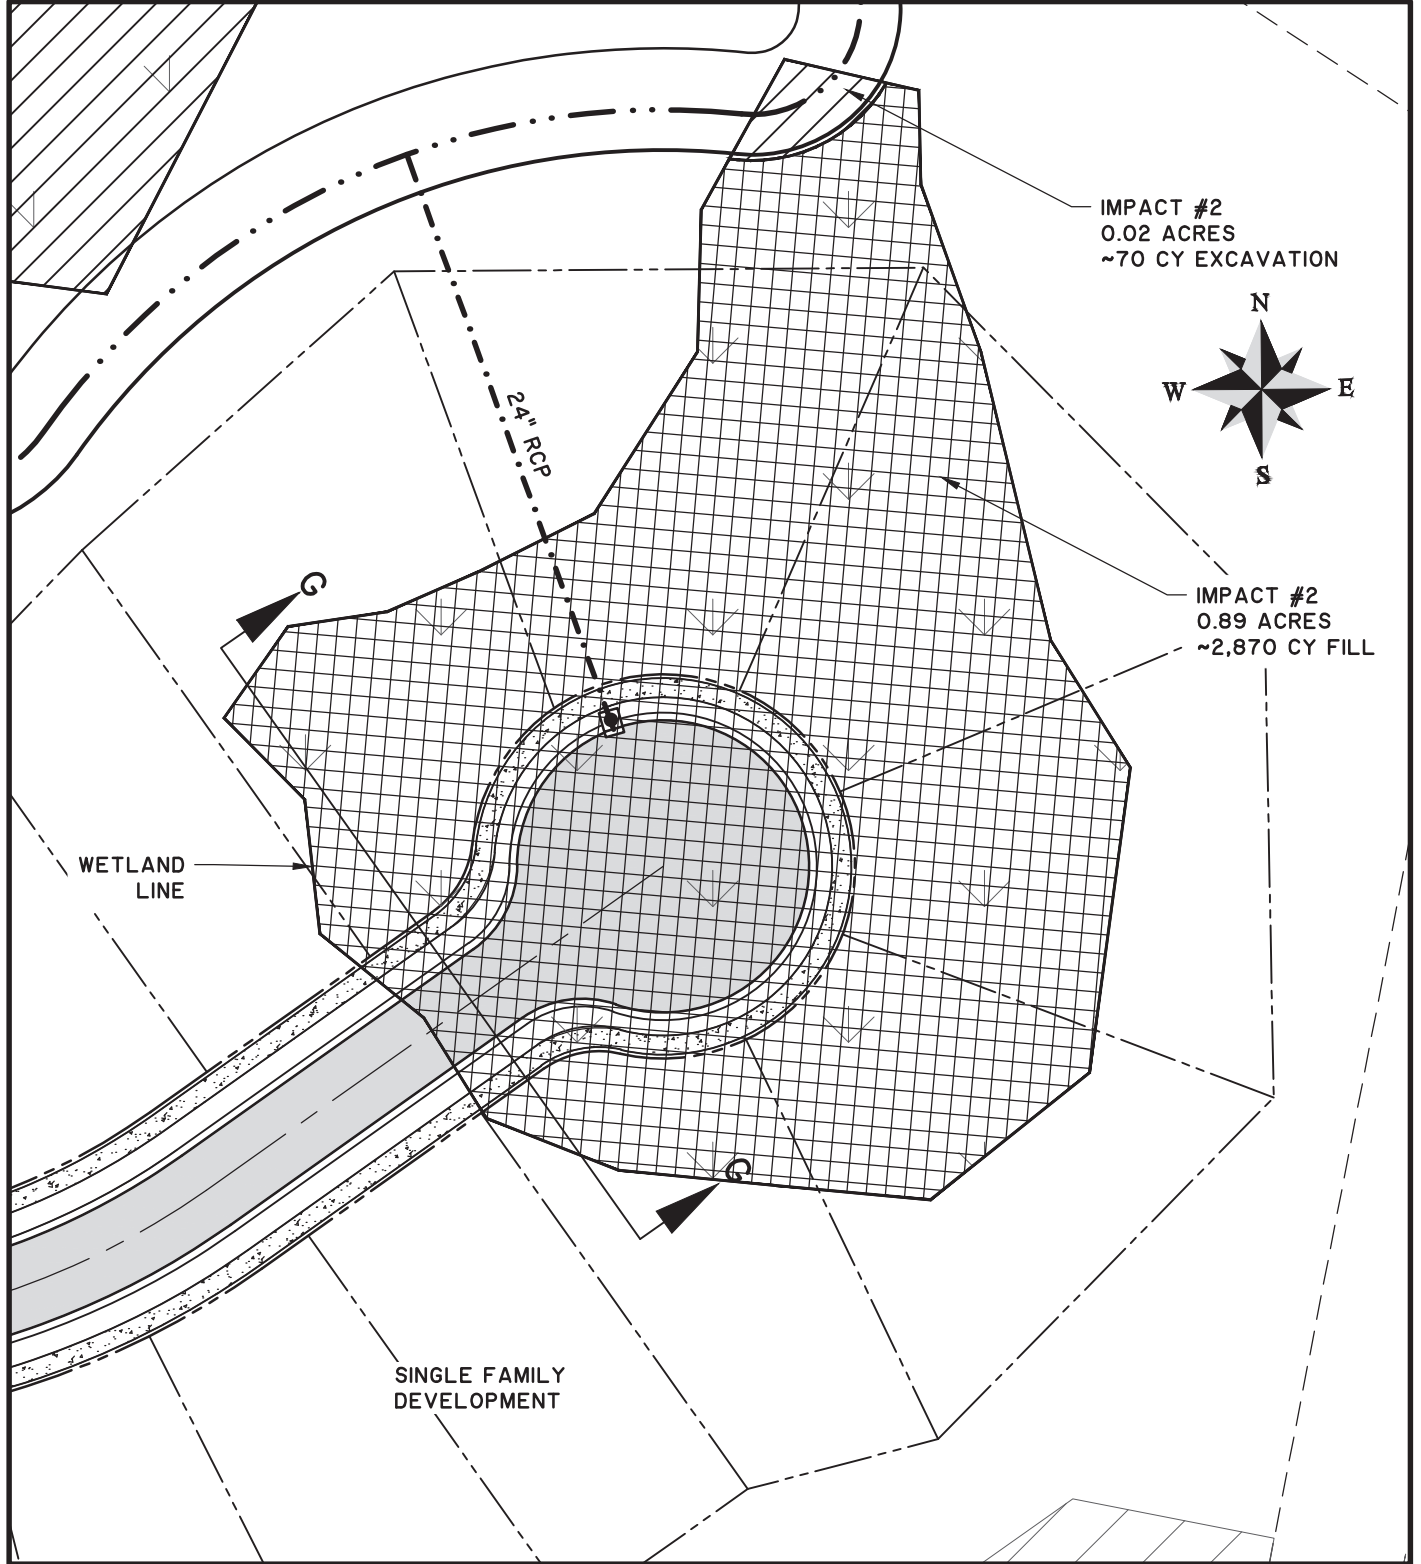 IMPACT #2
0.02 ACRES
~70 CY EXCAVATION
N
W
E
S
24" RCP
G
IMPACT #2
0.89 ACRES
~2,870 CY FILL
WETLAND
LINE
G
SINGLE FAMILY
DEVELOPMENT